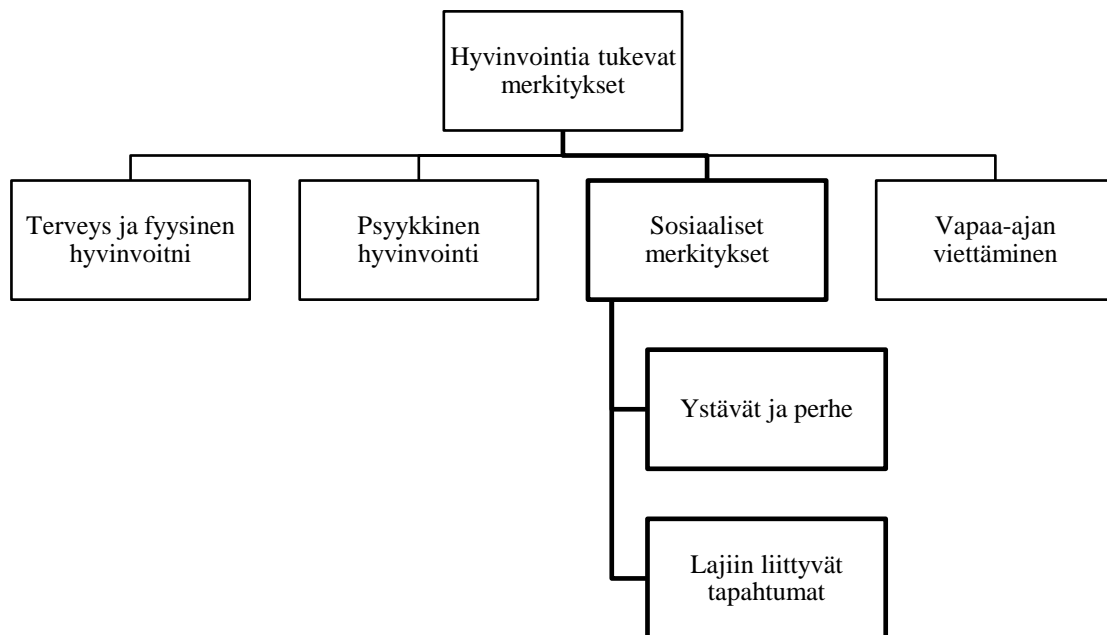 Hyvinvointia tukevat
merkitykset
Terveys ja fyysinen
hyvinvoitni
Psyykkinen
hyvinvointi
Sosiaaliset
merkitykset
Vapaa-ajan
viettäminen
Ystävät ja perhe
Lajiin liittyvät
tapahtumat